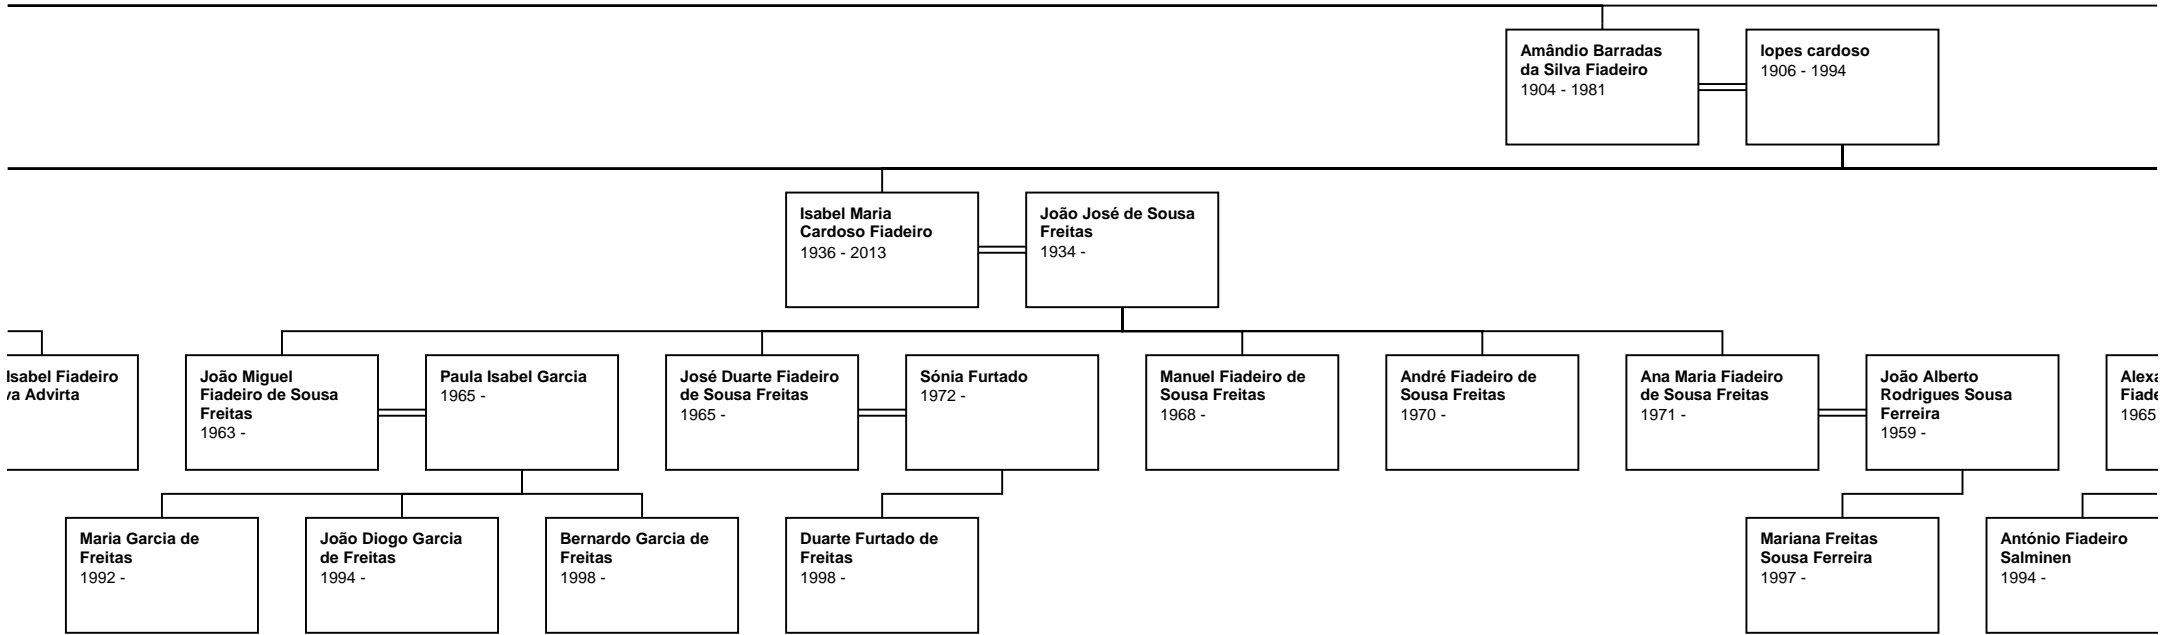 Amândio Barradas
da Silva Fiadeiro
1904 - 1981
lopes cardoso
1906 - 1994
Isabel Maria
Cardoso Fiadeiro
1936 - 2013
João José de Sousa
Freitas
1934 -
Isabel Fiadeiro
va Advirta
João Miguel
Fiadeiro de Sousa
Freitas
1963 -
Paula Isabel Garcia
1965 -
José Duarte Fiadeiro
de Sousa Freitas
1965 -
Sónia Furtado
1972 -
Manuel Fiadeiro de
Sousa Freitas
1968 -
André Fiadeiro de
Sousa Freitas
1970 -
Ana Maria Fiadeiro
de Sousa Freitas
1971 -
João Alberto
Rodrigues Sousa
Ferreira
1959 -
Alexa
Fiade
1965
Maria Garcia de
Freitas
1992 -
João Diogo Garcia
de Freitas
1994 -
Bernardo Garcia de
Freitas
1998 -
Duarte Furtado de
Freitas
1998 -
Mariana Freitas
Sousa Ferreira
1997 -
António Fiadeiro
Salminen
1994 -